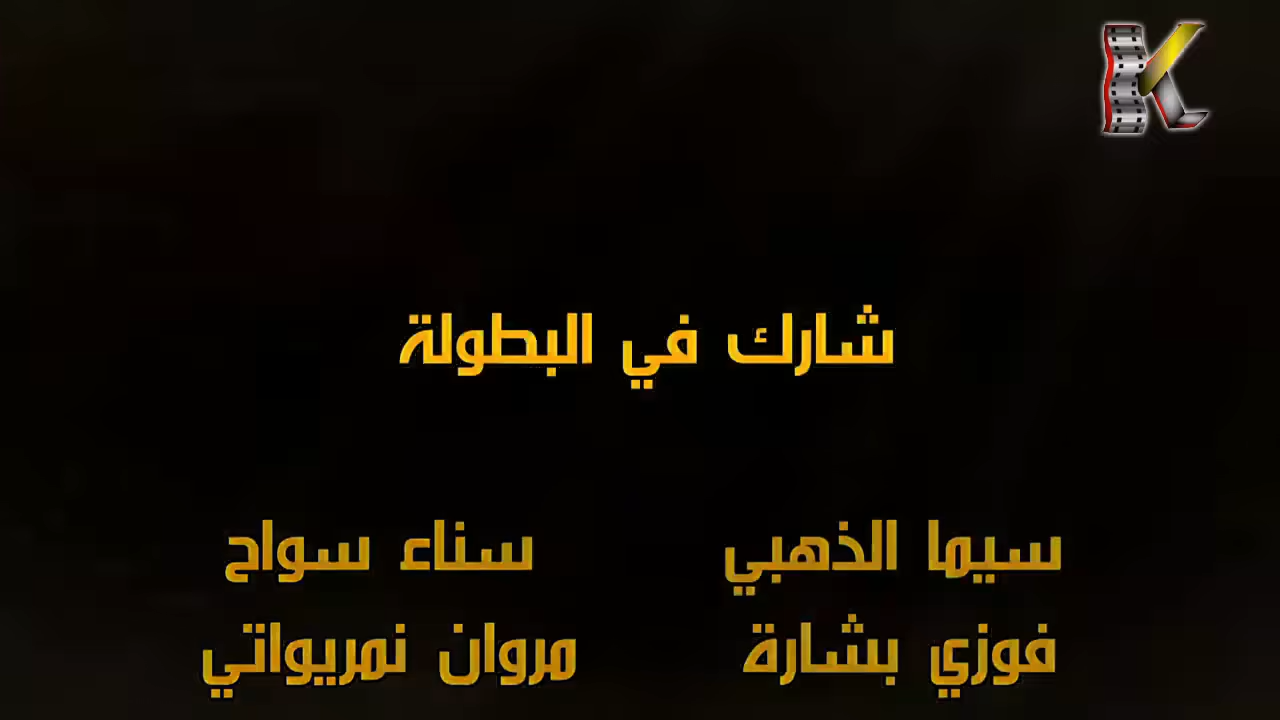 K
شارك في البطولة
سيما الذهبي سناء سواح
فوزي بشارة مروان نمريواتي